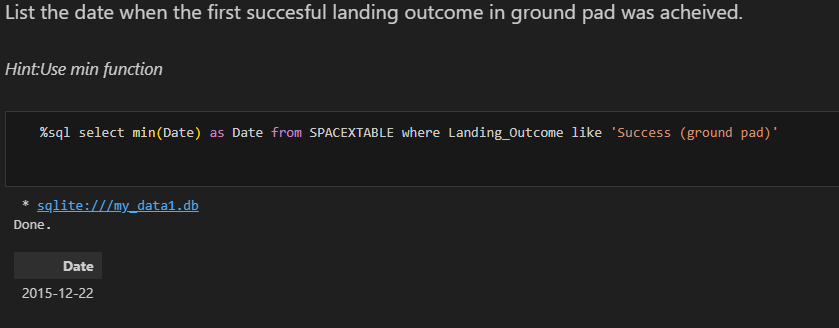 List the date when the first succesful landing outcome in ground pad was acheived.
Hint:Use min function
%sql select min(Date) as Date from SPACEXTABLE where Landing_Outcome like 'Success (ground pad)'
* sqlite:///my_data1.db
Done.
Date
2015-12-22